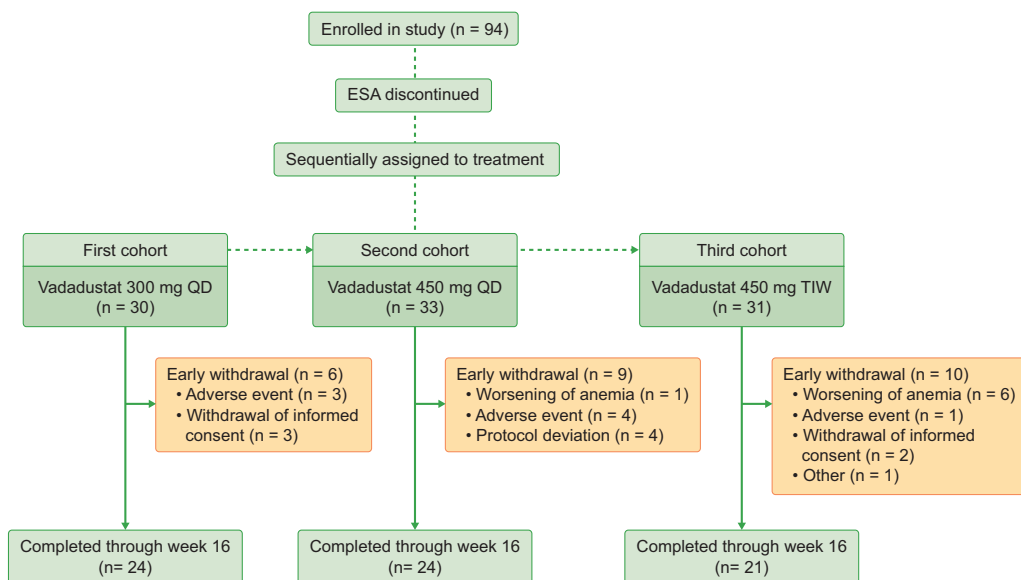 Enrolled in study (n = 94)
ESA discontinued
Sequentially assigned to treatment
First cohort
Vadadustat 300 mg QD
(n = 30)
Second cohort
Vadadustat 450 mg QD
(n = 33)
Third cohort
Vadadustat 450 mg TIW
(n = 31)
Early withdrawal (n = 6)
• Adverse event (n = 3)
• Withdrawal of informed
consent (n = 3)
Early withdrawal (n = 9)
• Worsening of anemia (n = 1)
• Adverse event (n = 4)
• Protocol deviation (n = 4)
Early withdrawal (n = 10)
• Worsening of anemia (n = 6)
• Adverse event (n = 1)
• Withdrawal of informed
consent (n = 2)
• Other (n = 1)
Completed through week 16
(n= 24)
Completed through week 16
(n= 24)
Completed through week 16
(n= 21)